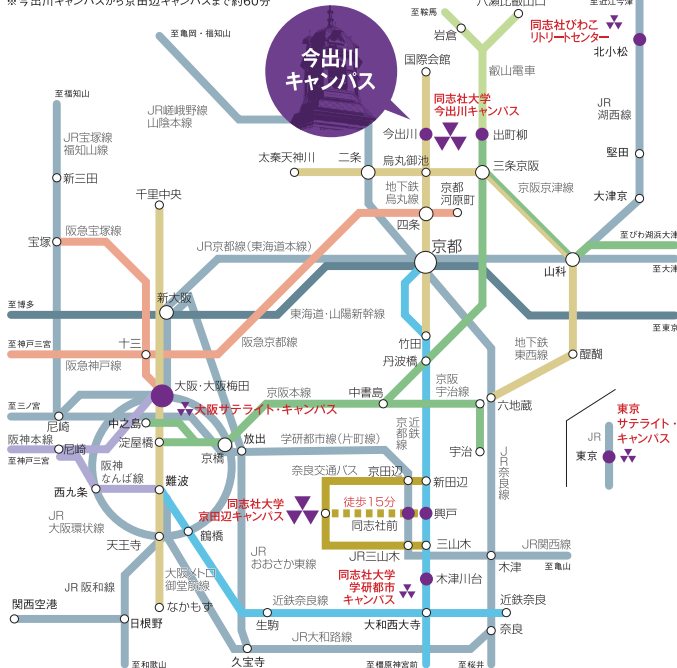 ※今出川キャンパスから京田辺キャンパスまで約60分
至鞍馬
八瀬比叡山口
至近江今津
岩倉
同志社びわこ
リトリートセンター
北小松
至亀岡・福知山
今出川
キャンパス
国際会館
叡山電車
至福知山
JR嵯峨野線
山陰本線
同志社大学
今出川キャンパス
JR
湖西線
JR宝塚線
福知山線
今出川
出町柳
堅田
新三田
太秦天神川
二条
烏丸御池
三条京阪
千里中央
地下鉄
烏丸線
京都
河原町
京阪京津線
大津京
阪急宝塚線
四条
宝塚
JR京都線(東海道本線)
京都
至びわ湖浜大津
山科
至大津
至博多
新大阪
東海道・山陽新幹線
至東京
至神戸三宮
十三
阪急京都線
竹田
地下鉄
東西線
阪急神戸線
丹波橋
醍醐
大阪・大阪梅田
京阪本線
中書島
京阪
宇治線
六地蔵
至三ノ宮
大阪サテライト・キャンパス
東京
サテライト・
キャンパス
尼崎
中之島
近鉄
京都線
JR
阪神本線
淀屋橋
放出
学研都市線(片町線)
東京
尼崎
京橋
宇治
至神戸三宮
阪神
なんば線
難波
奈良交通バス
京田辺
新田辺
JR奈良線
西九条
同志社大学
京田辺キャンパス
徒歩15分
興戸
JR
大阪環状線
同志社前
鶴橋
天王寺
JR
おおさか東線
三山木
JR三山木
JR関西線
木津
至亀山
大阪メトロ
御堂筋線
同志社大学
学研都市
キャンパス
木津川台
JR阪和線
関西空港
なかもず
近鉄奈良線
近鉄奈良
日根野
生駒
大和西大寺
奈良
JR大和路線
至和歌山
久宝寺
至橿原神宮前
至桜井